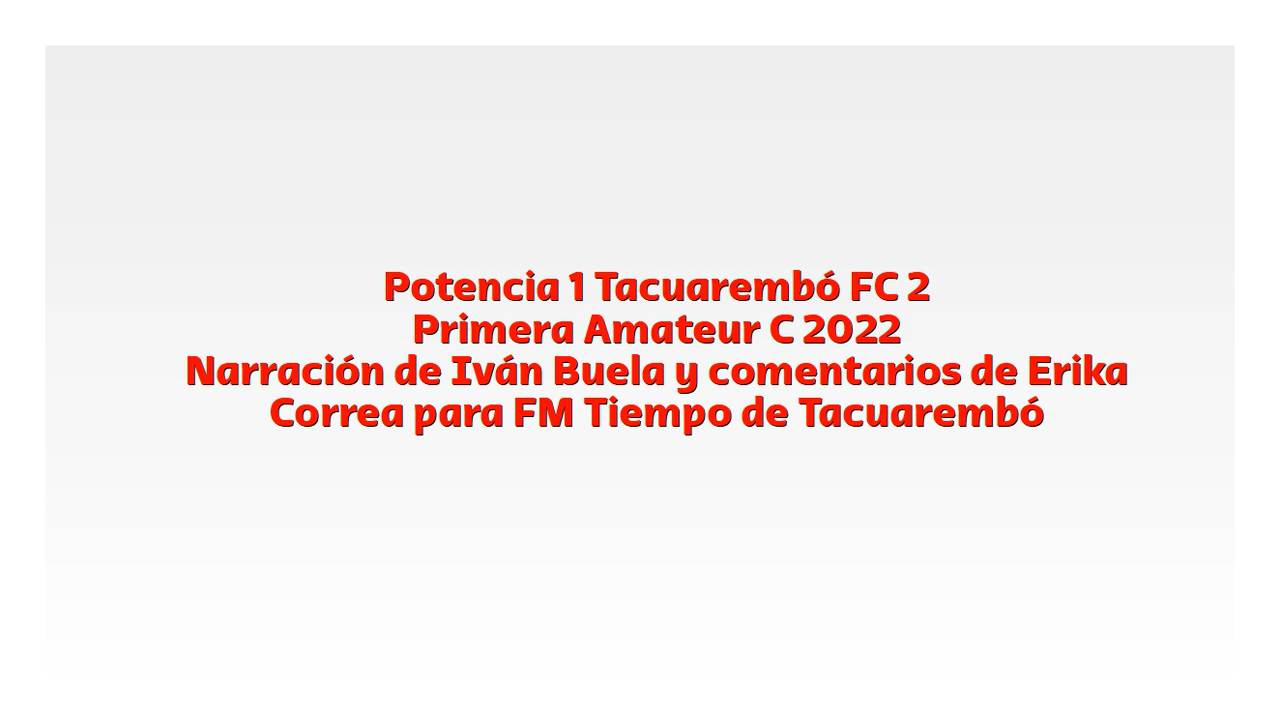 Potencia 1 Tacuarembó FC 2
Primera Amateur C 2022
Narración de Iván Buela y comentarios de Erika
Correa para FM Tiempo de Tacuarembó